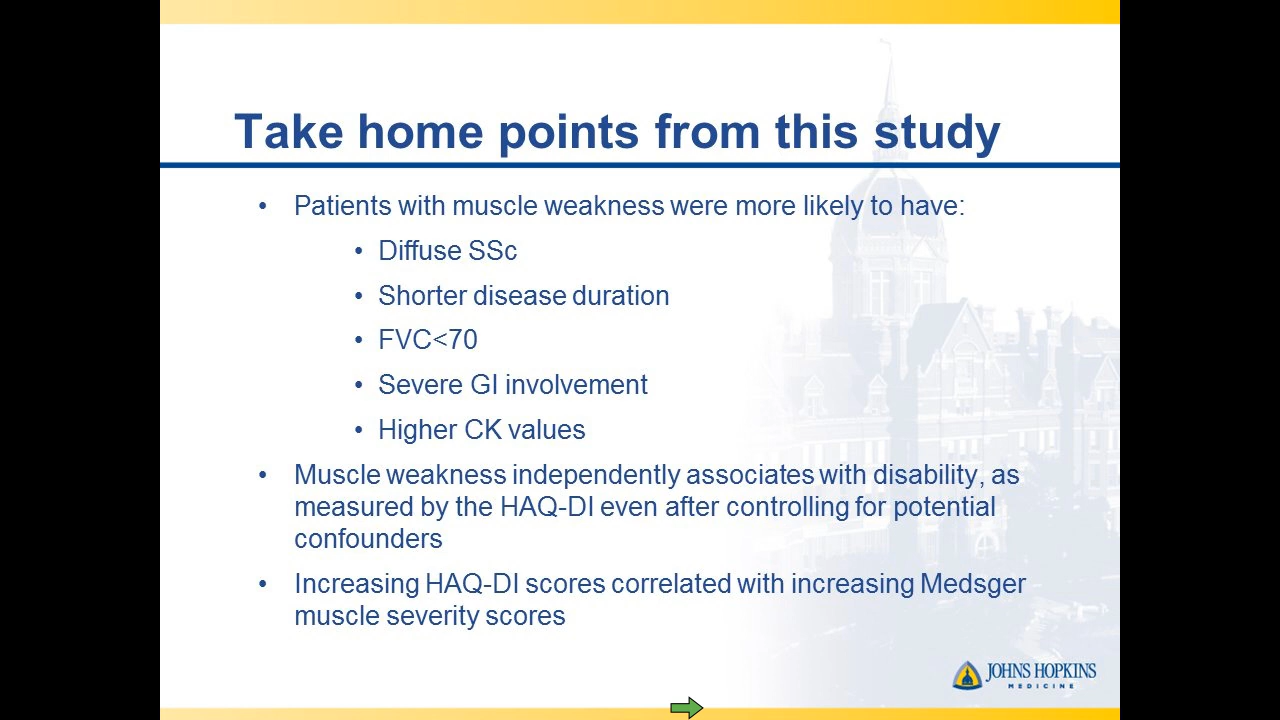 Take home points from this study
• Patients with muscle weakness were more likely to have:
• Diffuse SSc
• Shorter disease duration
• FVC<70
• Severe GI involvement
• Higher CK values
• Muscle weakness independently associates with disability, as
measured by the HAQ-DI even after controlling for potential
confounders
• Increasing HAQ-DI scores correlated with increasing Medsger
muscle severity scores
JOHNS HOPKINS
MEDICINE